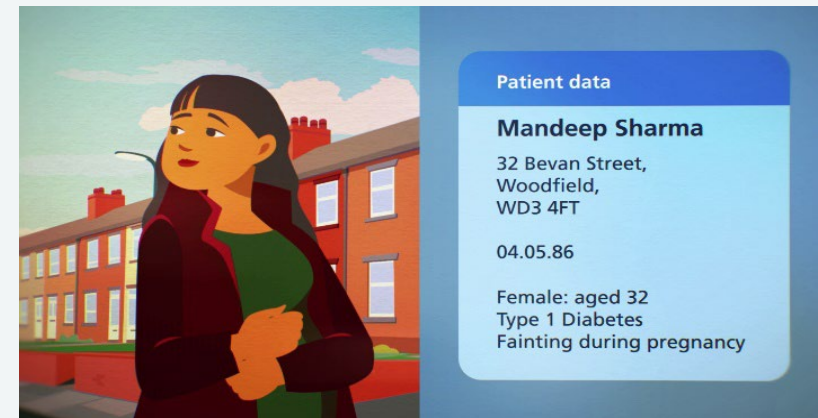 Patient data
Mandeep Sharma
32 Bevan Street,
Woodfield,
WD3 4FT
04.05.86
Female: aged 32
Type 1 Diabetes
Fainting during pregnancy